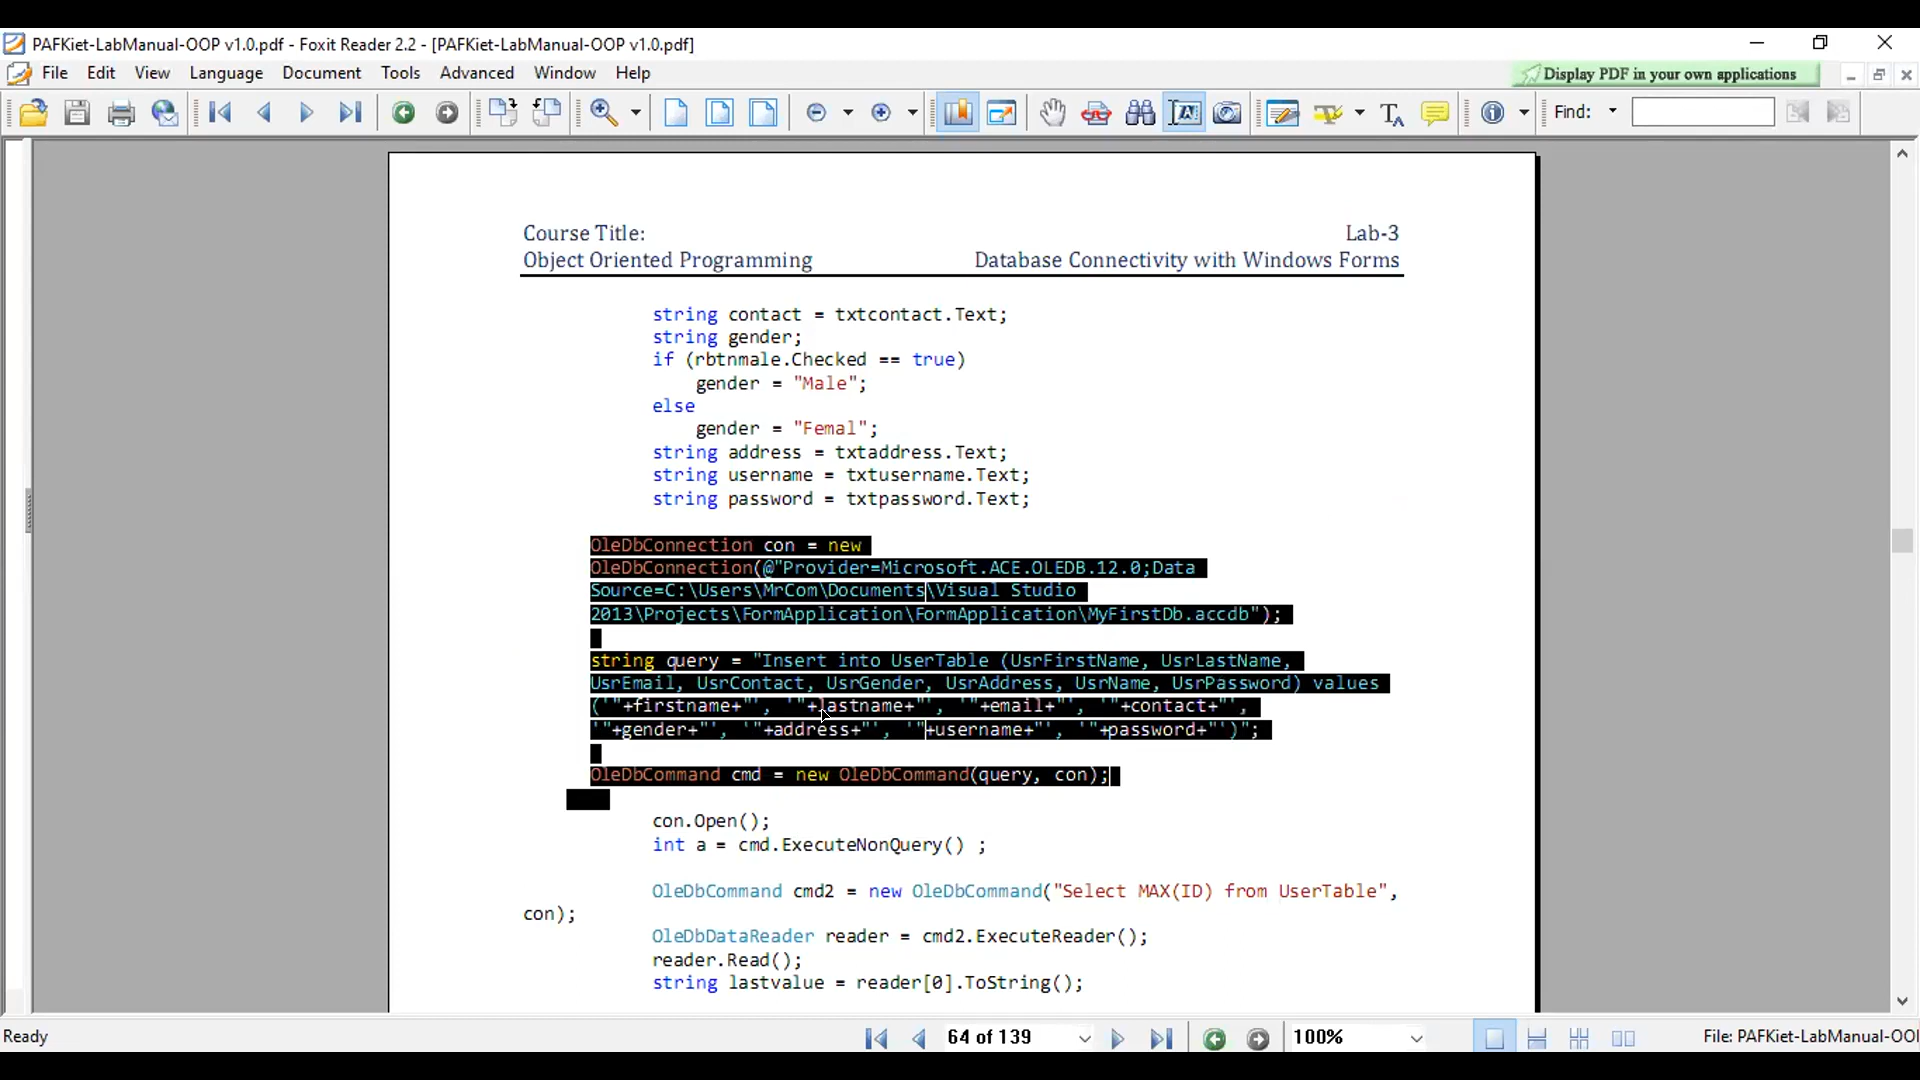 PAFKiet-LabManual-OOP v1.0.pdf - Foxit Reader 2.2 - [PAFKiet-LabManual-OOP v1.0.pdf]
File Edit View Language Document Tools Advanced Window Help
Display PDF in your own applications
Find:
Course Title: Lab-3
Object Oriented Programming Database Connectivity with Windows Forms
string contact = txtcontact.Text;
string gender;
if (rbtnmale.Checked == true)
gender = "Male";
else
gender = "Femal";
string address = txtaddress.Text;
string username = txtusername.Text;
string password = txtpassword.Text;
OleDbConnection con = new
OleDbConnection(@"Provider=Microsoft.ACE.OLEDB.12.0;Data
Source=C:\Users\MrCom\Documents\Visual Studio
2013\Projects\FormApplication\FormApplication\MyFirstDb.accdb");
string query = "Insert into UserTable (UsrFirstName, UsrLastName,
UsrEmail, UsrContact, UsrGender, UsrAddress, UsrName, UsrPassword) values
('"+firstname+"', '"+lastname+"', '"+email+"', '"+contact+"',
'"+gender+"', '"+address+"', '"+username+"', '"+password+"')";
OleDbCommand cmd = new OleDbCommand(query, con);
con.Open();
int a = cmd.ExecuteNonQuery() ;
OleDbCommand cmd2 = new OleDbCommand("Select MAX(ID) from UserTable",
con);
OleDbDataReader reader = cmd2.ExecuteReader();
reader.Read();
string lastvalue = reader[0].ToString();
Ready 64 of 139 100% File: PAFKiet-LabManual-OO